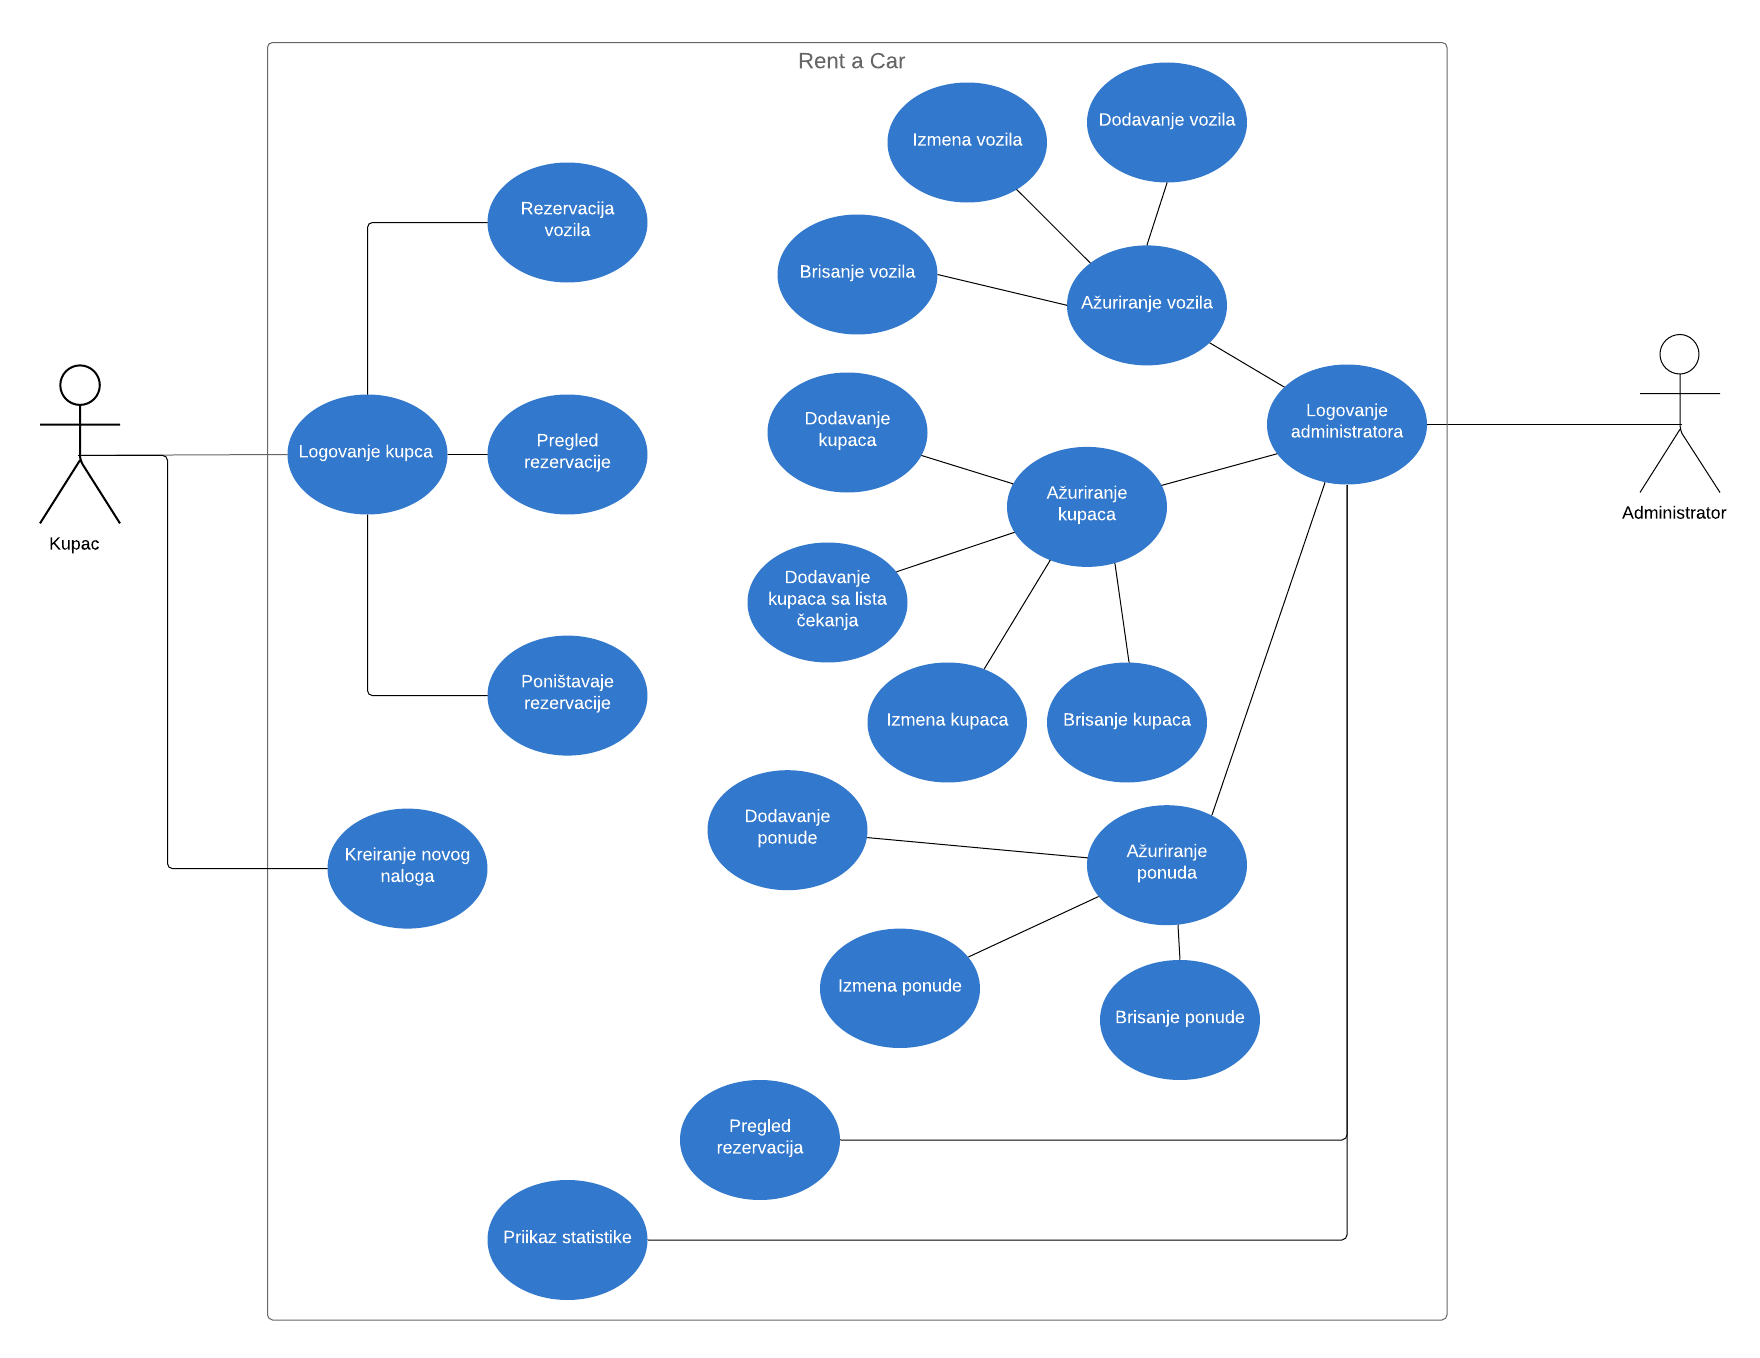 Rent a Car
Dodavanje vozila
Izmena vozila
Rezervacija
vozila
Brisanje vozila
Ažuriranje vozila
Logovanje
administratora
Dodavanje
kupaca
Pregled
rezervacije
Logovanje kupca
Ažuriranje
kupaca
Administrator
Kupac
Dodavanje
kupaca sa lista
čekanja
Poništavaje
rezervacije
Izmena kupaca
Brisanje kupaca
Dodavanje
ponude
Kreiranje novog
naloga
Ažuriranje
ponuda
Izmena ponude
Brisanje ponude
Pregled
rezervacija
Priikaz statistike